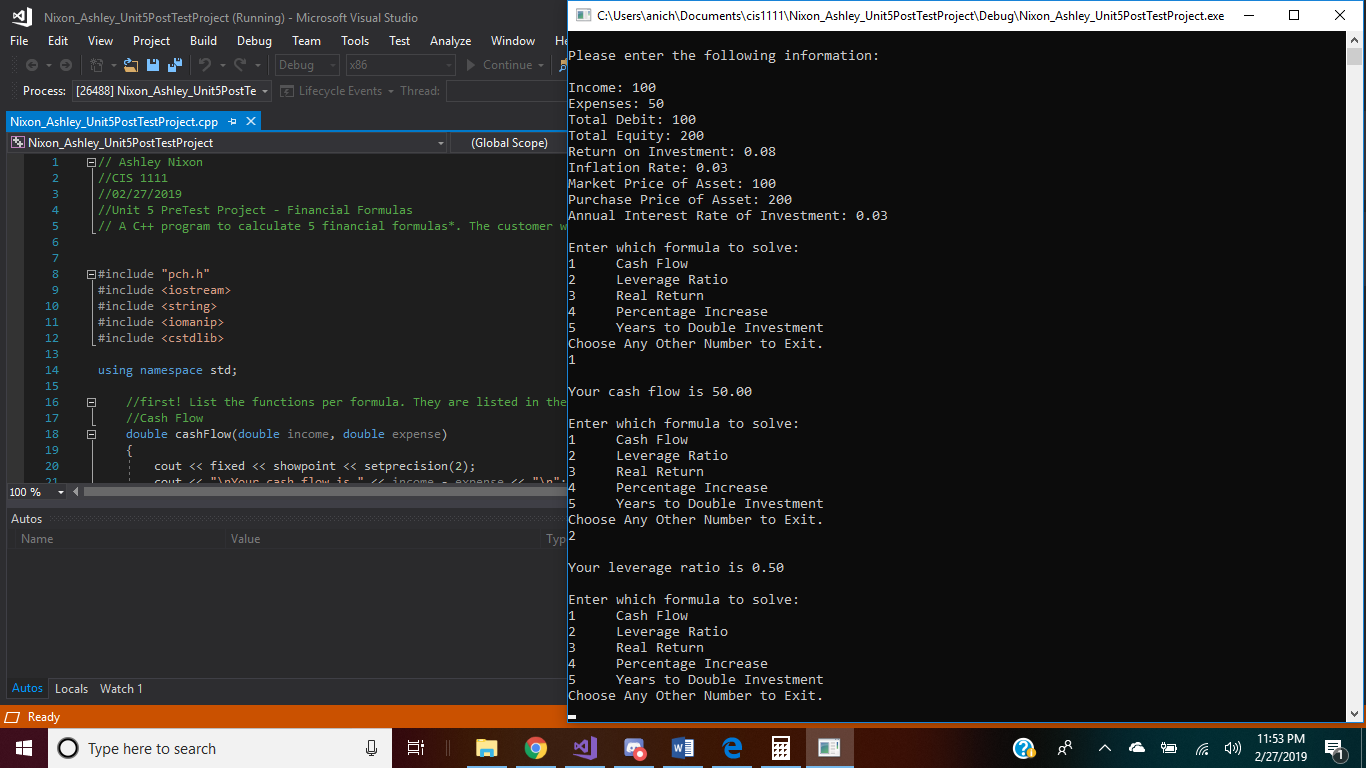 Nixon_Ashley_Unit5PostTestProject (Running) - Microsoft Visual Studio
File Edit View Project Build Debug Team Tools Test Analyze Window He
Debug x86 Continue
Process: [26488] Nixon_Ashley_Unit5PostTe Lifecycle Events Thread:
Nixon_Ashley_Unit5PostTestProject.cpp
Nixon_Ashley_Unit5PostTestProject (Global Scope)
1 // Ashley Nixon
2 //CIS 1111
3 //02/27/2019
4 //Unit 5 PreTest Project - Financial Formulas
5 // A C++ program to calculate 5 financial formulas*. The customer w
6
7
8 #include "pch.h"
9 #include <iostream>
10 #include <string>
11 #include <iomanip>
12 #include <cstdlib>
13
14 using namespace std;
15
16 //first! List the functions per formula. They are listed in the
17 //Cash Flow
18 double cashFlow(double income, double expense)
19 {
20 cout << fixed << showpoint << setprecision(2);
21 cout << "\nYour cash flow is " << income - expense << "\n";
100 %
Autos
Name Value Typ
Autos Locals Watch 1
Ready
C:\Users\anich\Documents\cis1111\Nixon_Ashley_Unit5PostTestProject\Debug\Nixon_Ashley_Unit5PostTestProject.exe
Please enter the following information:
Income: 100
Expenses: 50
Total Debit: 100
Total Equity: 200
Return on Investment: 0.08
Inflation Rate: 0.03
Market Price of Asset: 100
Purchase Price of Asset: 200
Annual Interest Rate of Investment: 0.03
Enter which formula to solve:
1 Cash Flow
2 Leverage Ratio
3 Real Return
4 Percentage Increase
5 Years to Double Investment
Choose Any Other Number to Exit.
1
Your cash flow is 50.00
Enter which formula to solve:
1 Cash Flow
2 Leverage Ratio
3 Real Return
4 Percentage Increase
5 Years to Double Investment
Choose Any Other Number to Exit.
2
Your leverage ratio is 0.50
Enter which formula to solve:
1 Cash Flow
2 Leverage Ratio
3 Real Return
4 Percentage Increase
5 Years to Double Investment
Choose Any Other Number to Exit.
Type here to search
11:53 PM
2/27/2019
1